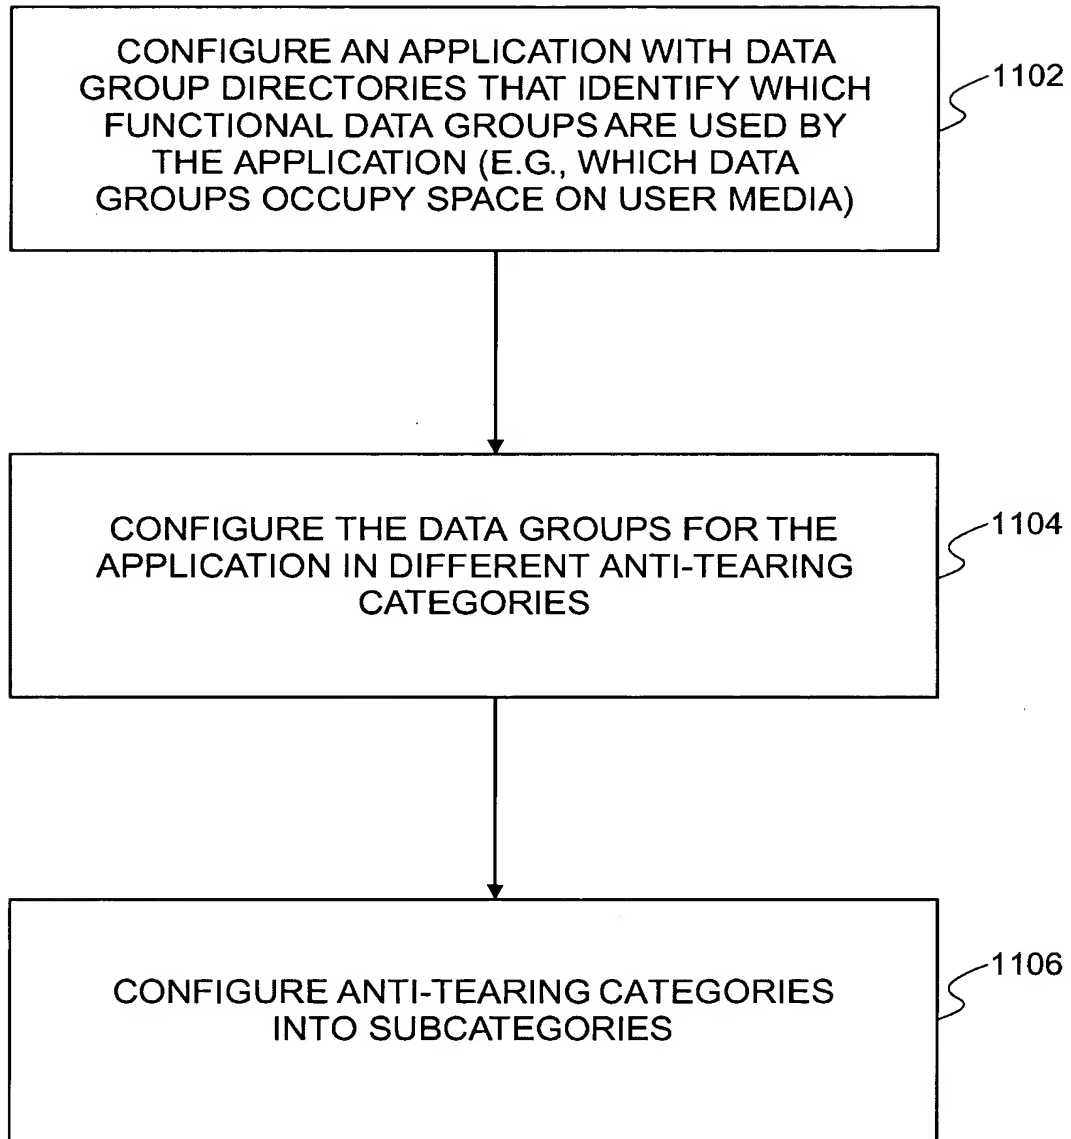 CONFIGURE AN APPLICATION WITH DATA
GROUP DIRECTORIES THAT IDENTIFY WHICH
FUNCTIONAL DATA GROUPS ARE USED BY
THE APPLICATION (E.G., WHICH DATA
GROUPS OCCUPY SPACE ON USER MEDIA)
1102
CONFIGURE THE DATA GROUPS FOR THE
APPLICATION IN DIFFERENT ANTI-TEARING
CATEGORIES
1104
CONFIGURE ANTI-TEARING CATEGORIES
INTO SUBCATEGORIES
1106